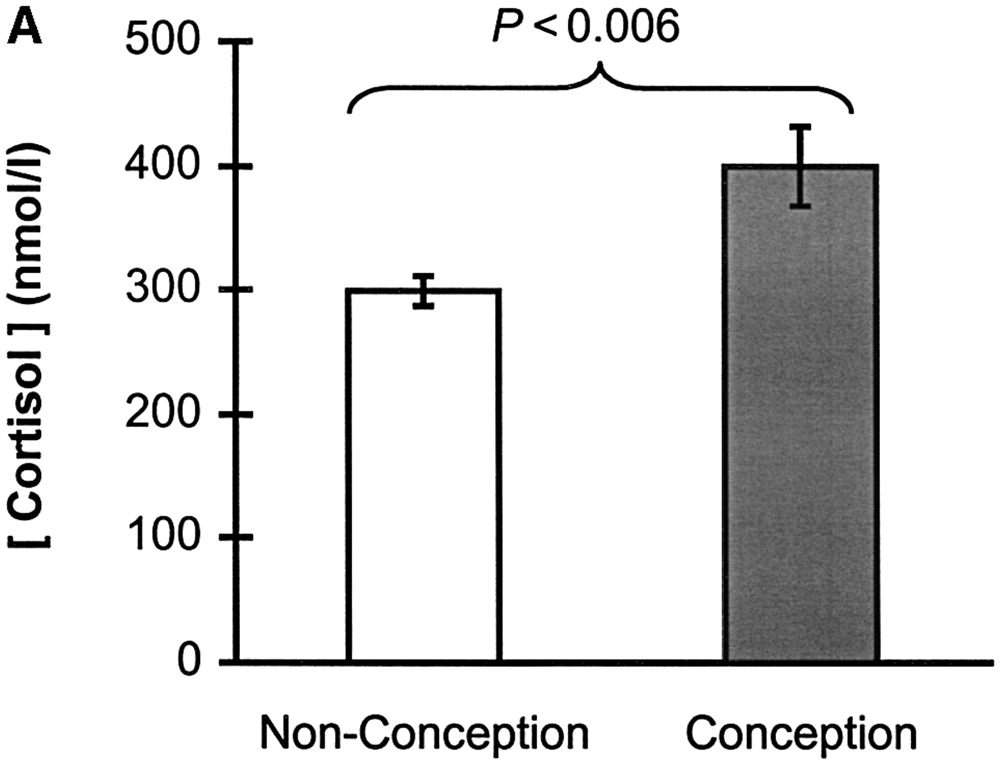 A
P < 0.006
[ Cortisol ] (nmol/l)
500
400
300
200
100
0
Non-Conception
Conception